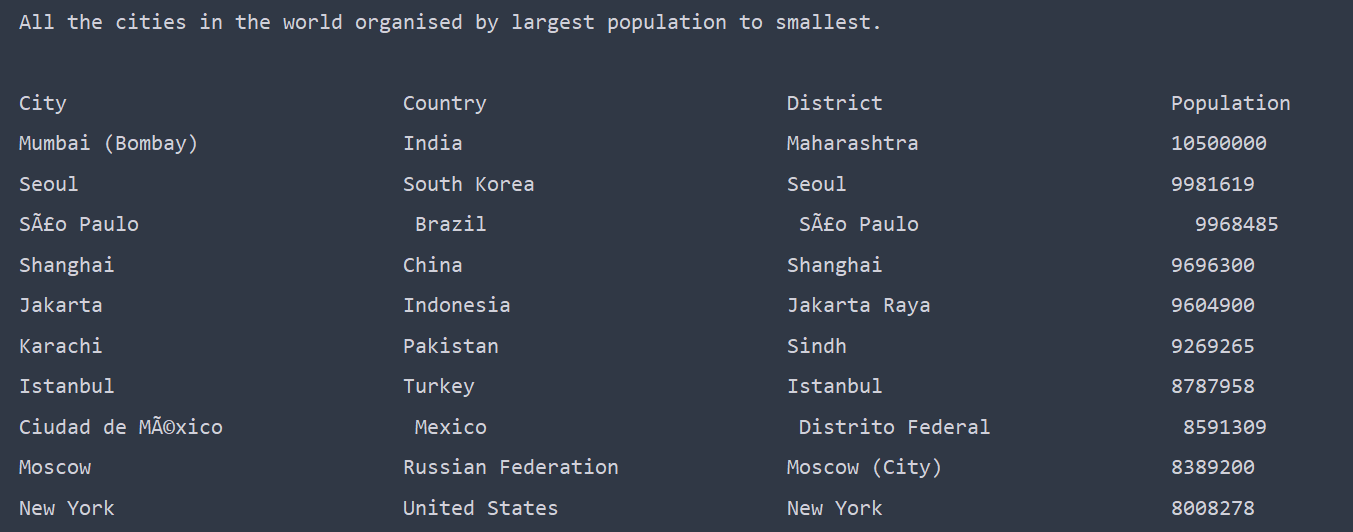 All the cities in the world organised by largest population to smallest.
City Country District Population
Mumbai (Bombay) India Maharashtra 10500000
Seoul South Korea Seoul 9981619
SÃ£o Paulo Brazil SÃ£o Paulo 9968485
Shanghai China Shanghai 9696300
Jakarta Indonesia Jakarta Raya 9604900
Karachi Pakistan Sindh 9269265
Istanbul Turkey Istanbul 8787958
Ciudad de MÃ©xico Mexico Distrito Federal 8591309
Moscow Russian Federation Moscow (City) 8389200
New York United States New York 8008278